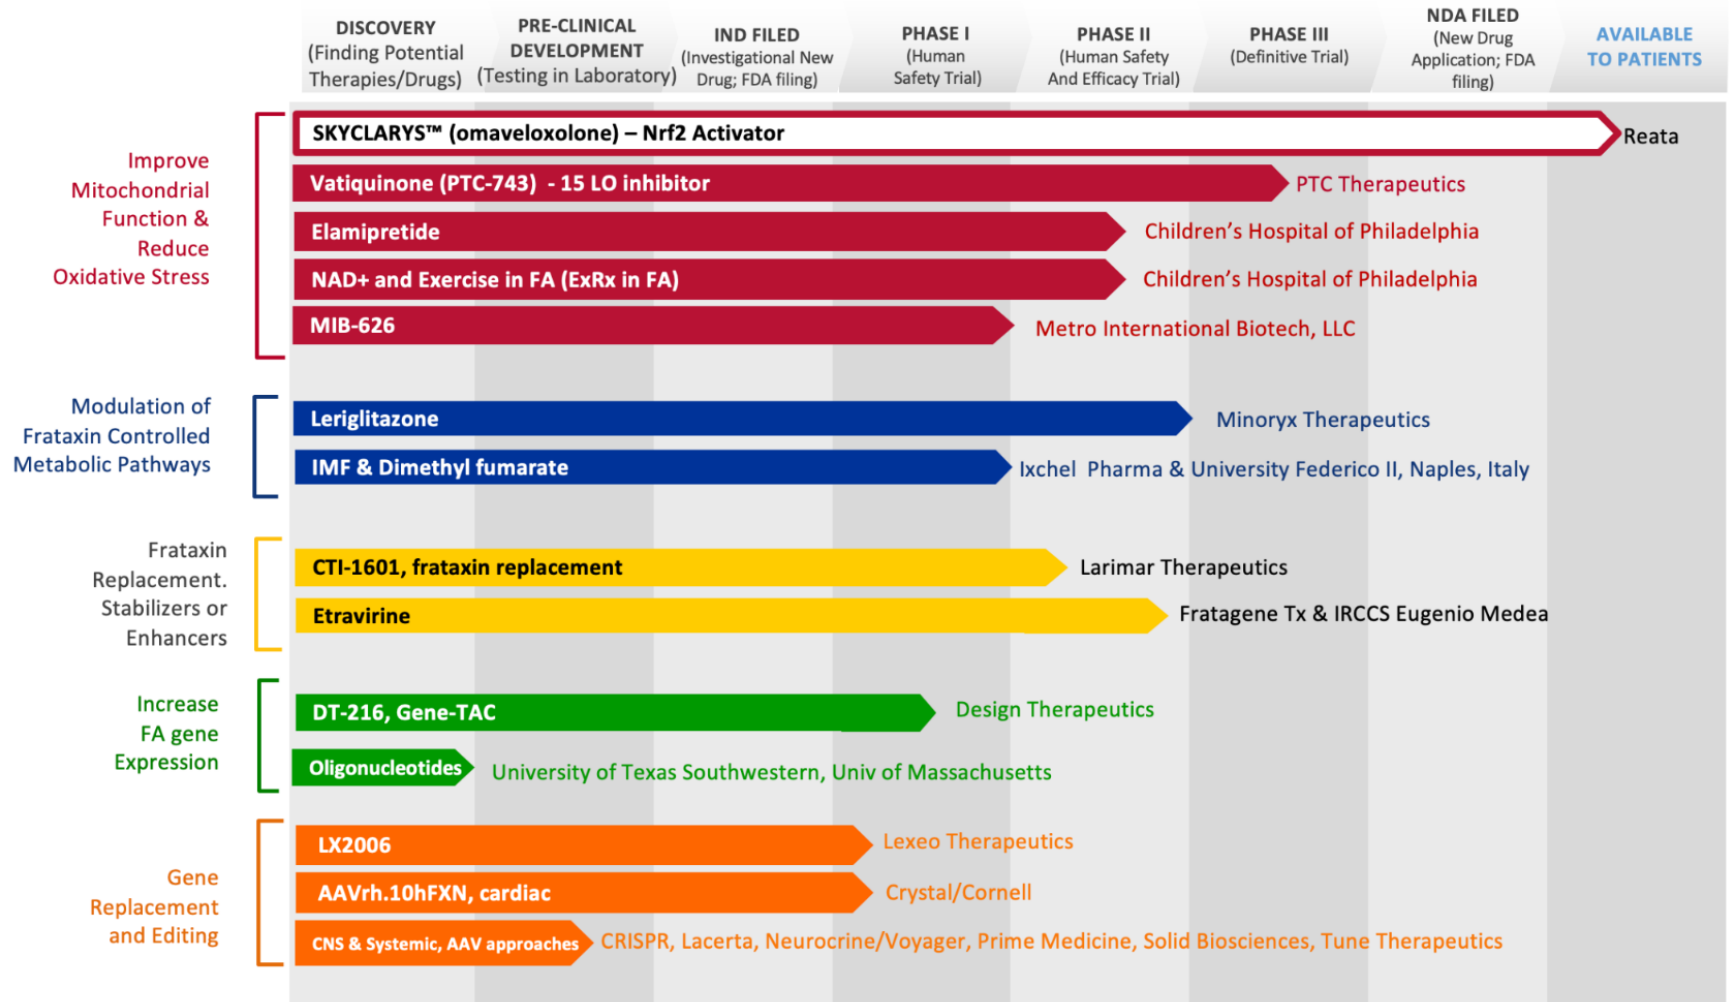 DISCOVERY
(Finding Potential
Therapies/Drugs)
PRE-CLINICAL
DEVELOPMENT
(Testing in Laboratory)
IND FILED
(Investigational New
Drug; FDA filing)
PHASE I
(Human
Safety Trial)
PHASE II
(Human Safety
And Efficacy Trial)
PHASE III
(Definitive Trial)
NDA FILED
(New Drug
Application; FDA
filing)
AVAILABLE
TO PATIENTS
Improve
Mitochondrial
Function &
Reduce
Oxidative Stress
SKYCLARYS™ (omaveloxolone) – Nrf2 Activator
Reata
Vatiquinone (PTC-743) - 15 LO inhibitor
PTC Therapeutics
Elamipretide
Children's Hospital of Philadelphia
NAD+ and Exercise in FA (ExRx in FA)
Children's Hospital of Philadelphia
MIB-626
Metro International Biotech, LLC
Modulation of
Frataxin Controlled
Metabolic Pathways
Leriglitazone
Minoryx Therapeutics
IMF & Dimethyl fumarate
Ixchel Pharma & University Federico II, Naples, Italy
Frataxin
Replacement.
Stabilizers or
Enhancers
CTI-1601, frataxin replacement
Larimar Therapeutics
Etravirine
Fratagene Tx & IRCCS Eugenio Medea
Increase
FA gene
Expression
DT-216, Gene-TAC
Design Therapeutics
Oligonucleotides
University of Texas Southwestern, Univ of Massachusetts
Gene
Replacement
and Editing
LX2006
Lexeo Therapeutics
AAVrh.10hFXN, cardiac
Crystal/Cornell
CNS & Systemic, AAV approaches
CRISPR, Lacerta, Neurocrine/Voyager, Prime Medicine, Solid Biosciences, Tune Therapeutics